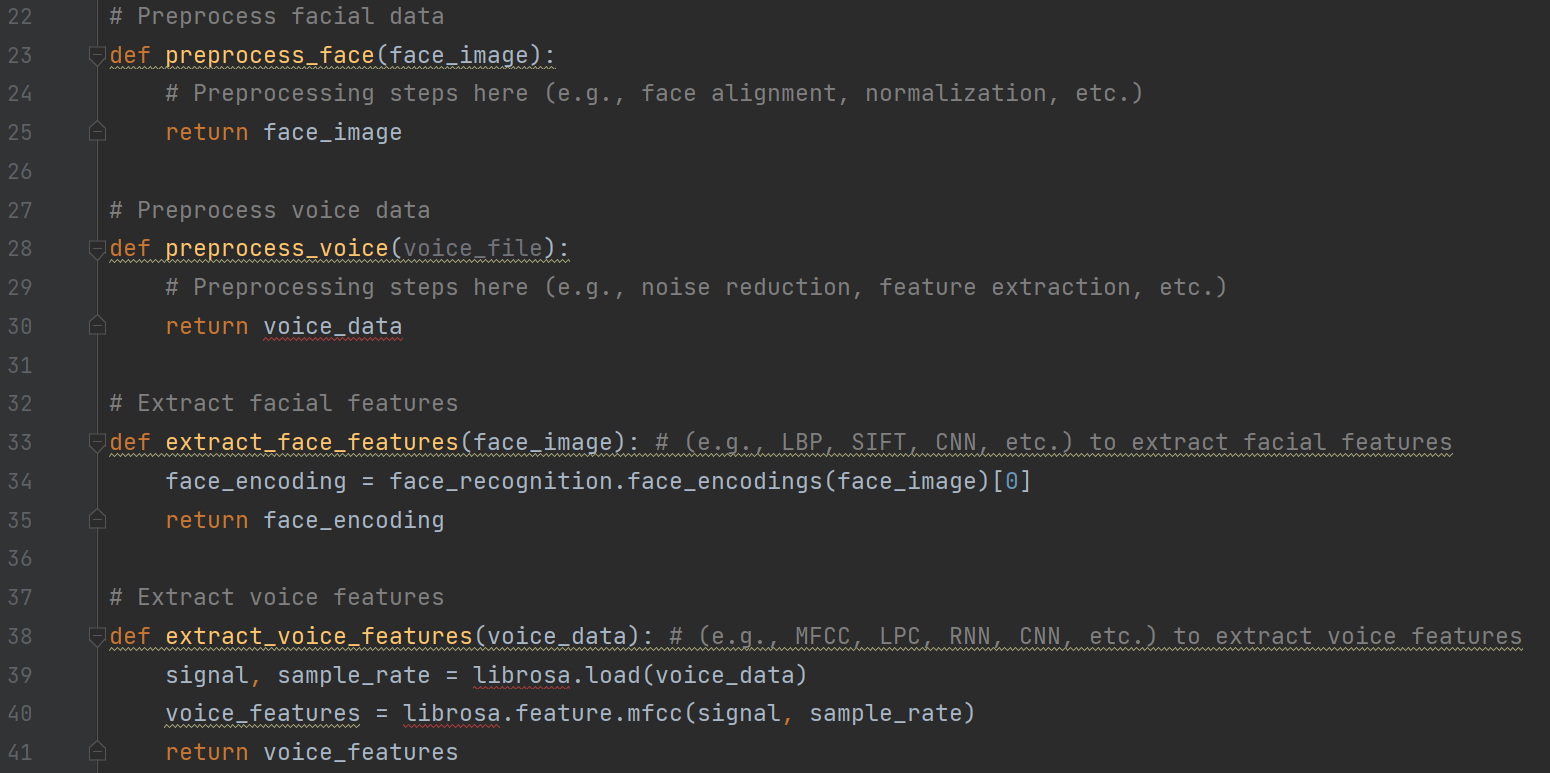 22 # Preprocess facial data
23 def preprocess_face(face_image):
24     # Preprocessing steps here (e.g., face alignment, normalization, etc.)
25     return face_image
26
27 # Preprocess voice data
28 def preprocess_voice(voice_file):
29     # Preprocessing steps here (e.g., noise reduction, feature extraction, etc.)
30     return voice_data
31
32 # Extract facial features
33 def extract_face_features(face_image): # (e.g., LBP, SIFT, CNN, etc.) to extract facial features
34     face_encoding = face_recognition.face_encodings(face_image)[0]
35     return face_encoding
36
37 # Extract voice features
38 def extract_voice_features(voice_data): # (e.g., MFCC, LPC, RNN, CNN, etc.) to extract voice features
39     signal, sample_rate = librosa.load(voice_data)
40     voice_features = librosa.feature.mfcc(signal, sample_rate)
41     return voice_features